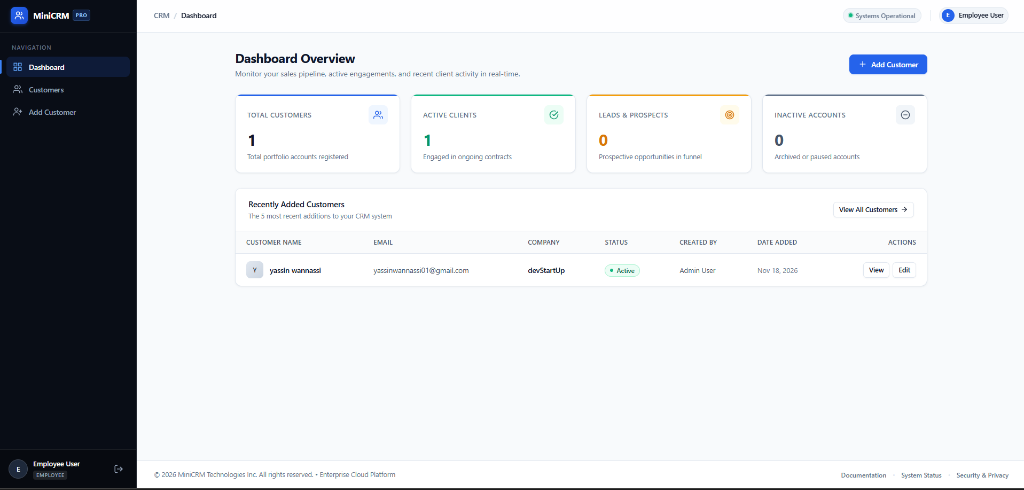 MiniCRM PRO
NAVIGATION
Dashboard
Customers
Add Customer
Employee User
E
EMPLOYEE
CRM / Dashboard
Systems Operational
E Employee User
Dashboard Overview
Monitor your sales pipeline, active engagements, and recent client activity in real-time.
+ Add Customer
TOTAL CUSTOMERS
1
Total portfolio accounts registered
ACTIVE CLIENTS
1
Engaged in ongoing contracts
LEADS & PROSPECTS
0
Prospective opportunities in funnel
INACTIVE ACCOUNTS
0
Archived or paused accounts
Recently Added Customers
The 5 most recent additions to your CRM system
View All Customers →
CUSTOMER NAME EMAIL COMPANY STATUS CREATED BY DATE ADDED ACTIONS
Y yassin wannassi yassinwannassi01@gmail.com devStartUp Active Admin User Nov 18, 2026 View Edit
© 2026 MiniCRM Technologies Inc. All rights reserved. • Enterprise Cloud Platform
Documentation · System Status · Security & Privacy